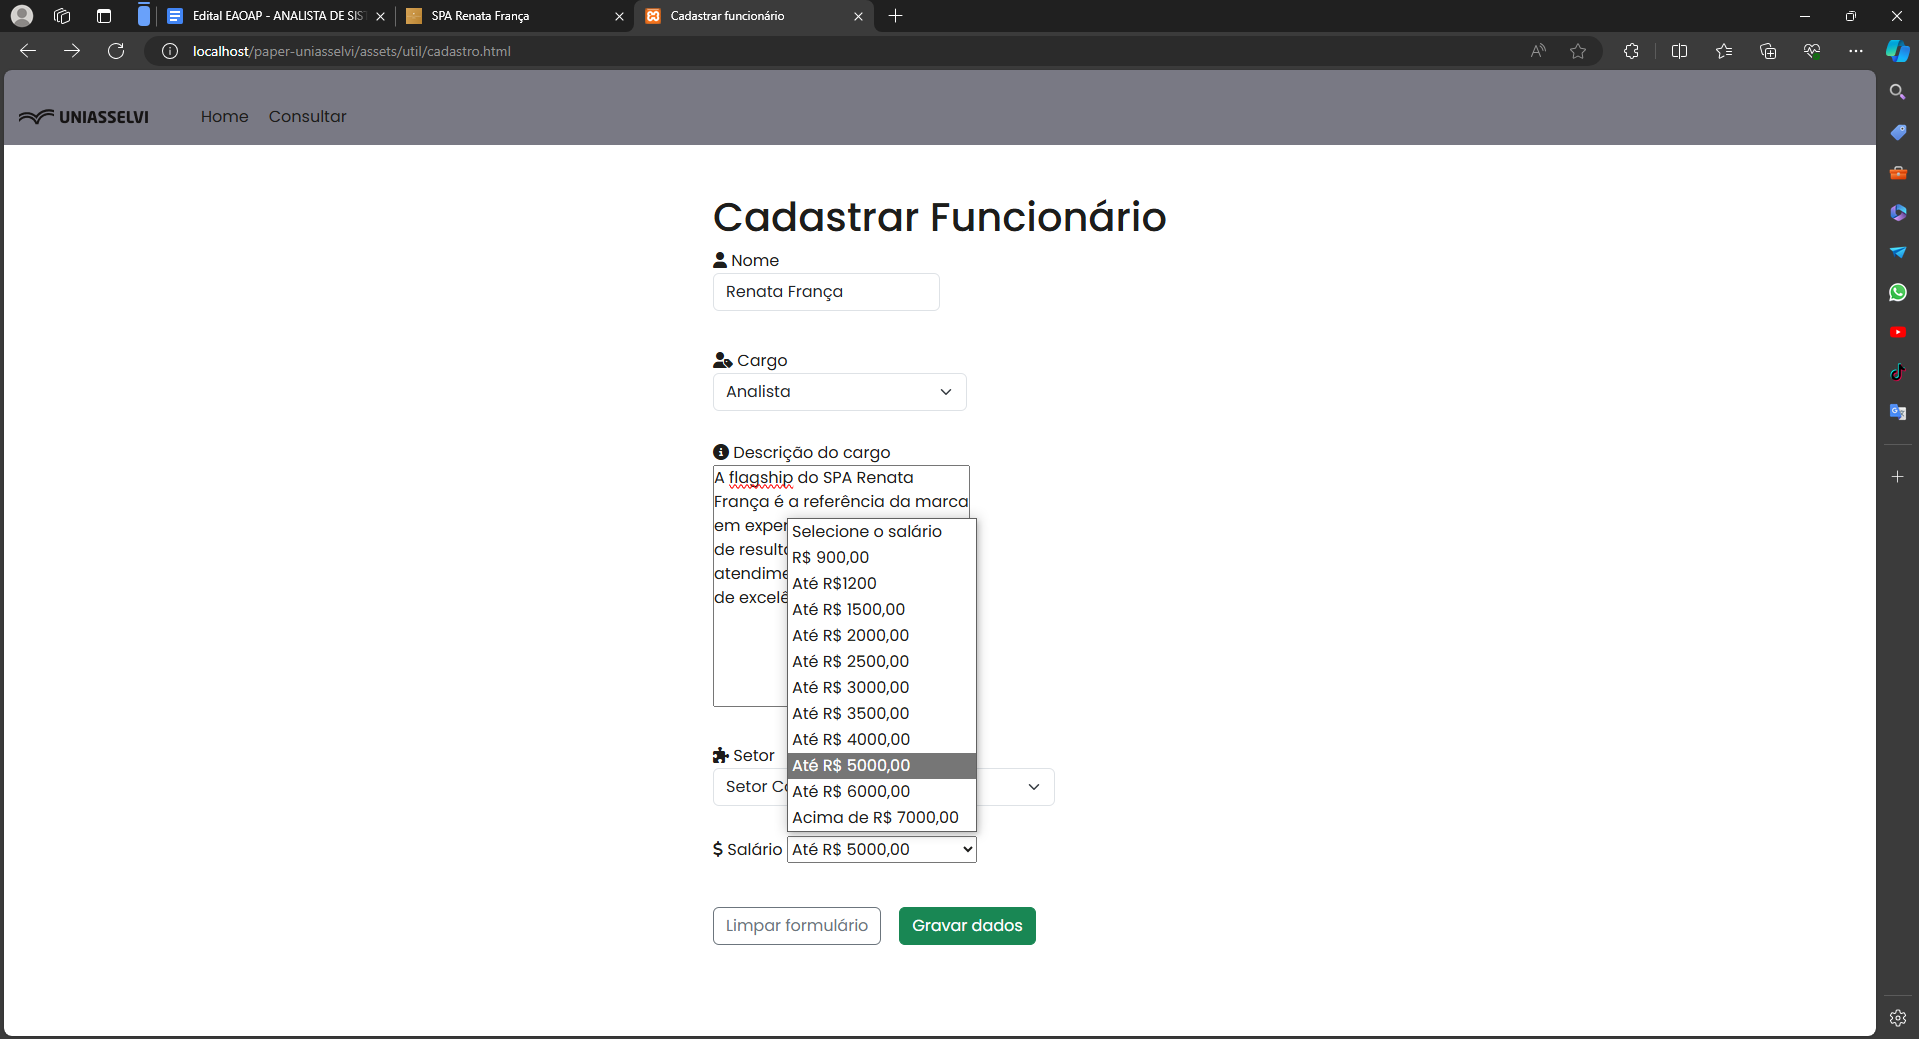 Edital EAOAP - ANALISTA DE SIS
SPA Renata França
Cadastrar funcionário
localhost/paper-uniasselvi/assets/util/cadastro.html
UNIASSELVI
Home
Consultar
Cadastrar Funcionário
Nome
Renata França
Cargo
Analista
Descrição do cargo
A flagship do SPA Renata
França é a referência da marca
em exper
de result
atendime
de excelê
Selecione o salário
R$ 900,00
Até R$1200
Até R$ 1500,00
Até R$ 2000,00
Até R$ 2500,00
Até R$ 3000,00
Até R$ 3500,00
Até R$ 4000,00
Até R$ 5000,00
Até R$ 6000,00
Acima de R$ 7000,00
Setor
Setor C
Salário
Até R$ 5000,00
Limpar formulário
Gravar dados